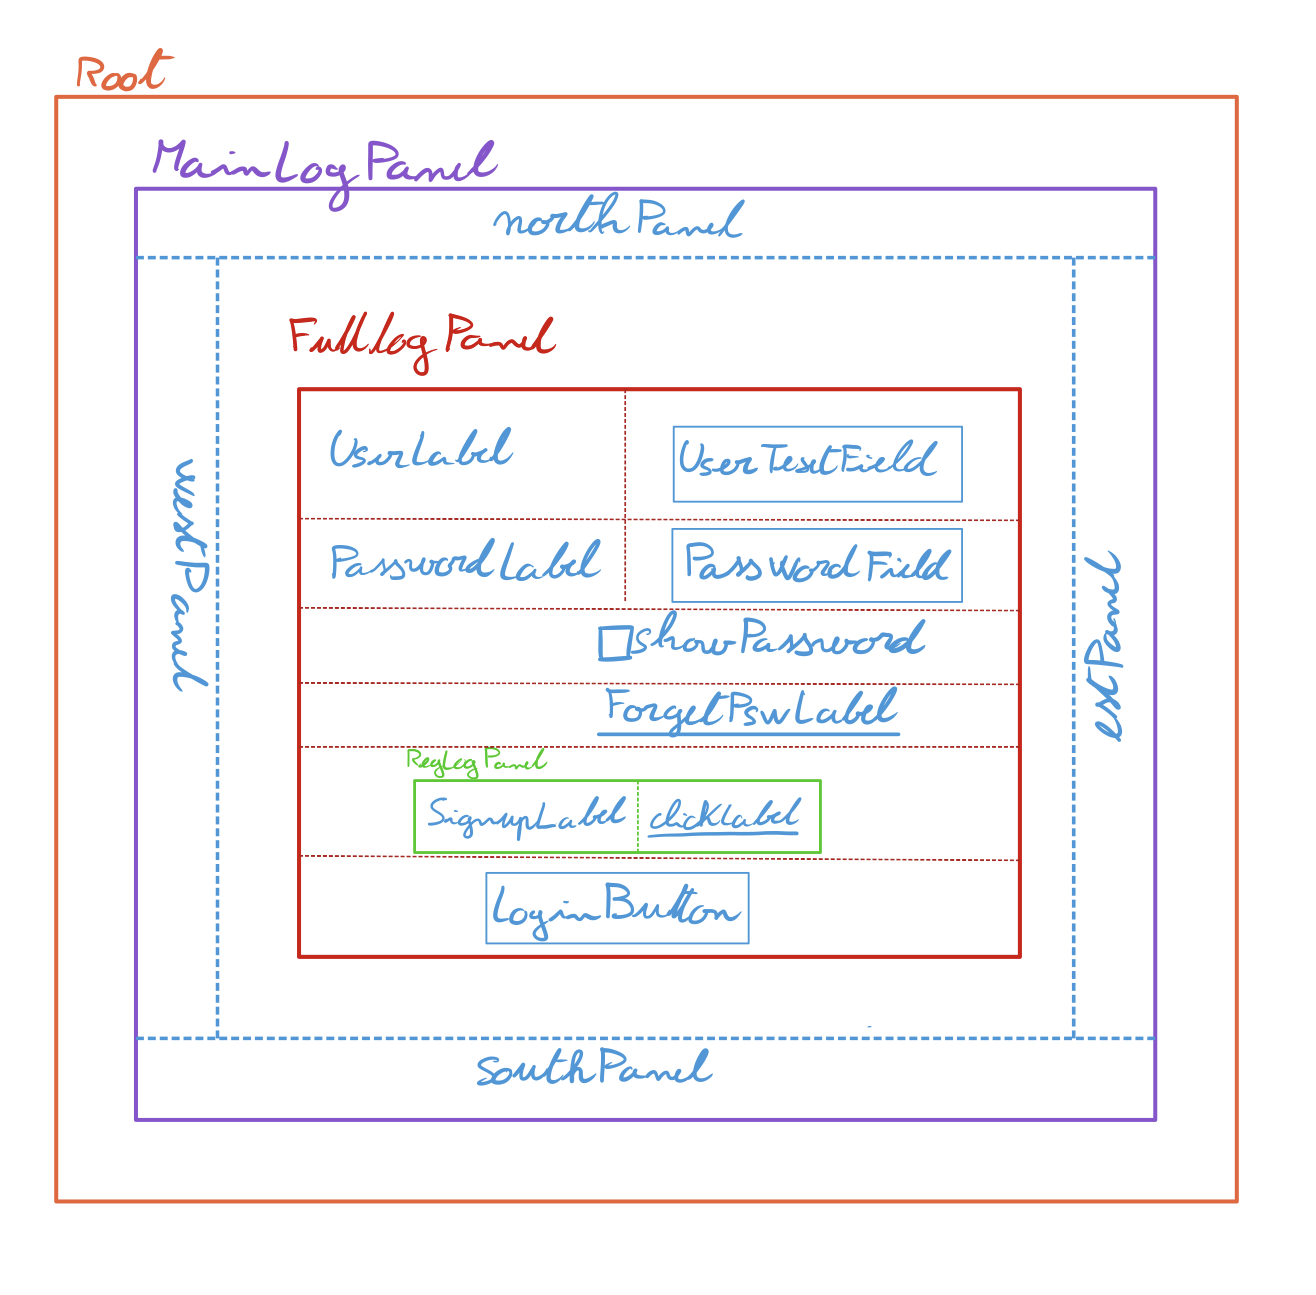 Root
MainLogPanel
northPanel
FullLogPanel
UserLabel
UserTextField
westPanel
PasswordLabel
PassWordField
estPanel
showPassword
ForgetPswLabel
RegLogPanel
SignupLabel
clickLabel
LoginButton
southPanel